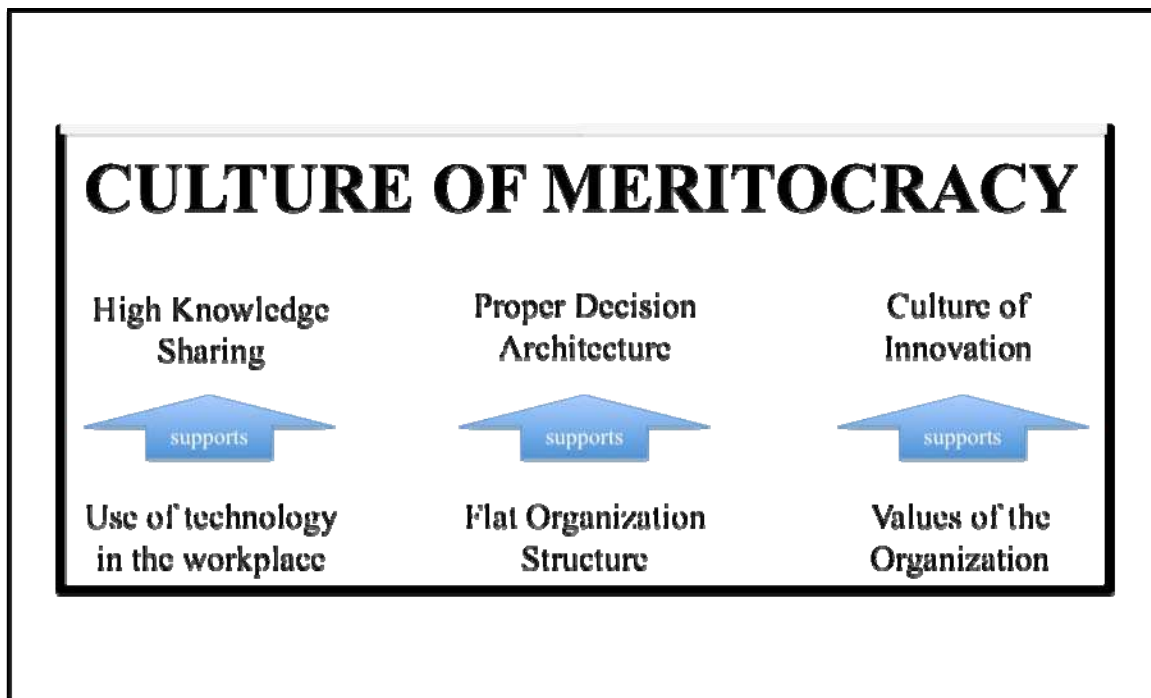 CULTURE OF MERITOCRACY
High Knowledge
Sharing
Proper Decision
Architecture
Culture of
Innovation
supports
supports
supports
Use of technology
in the workplace
Flat Organization
Structure
Values of the
Organization